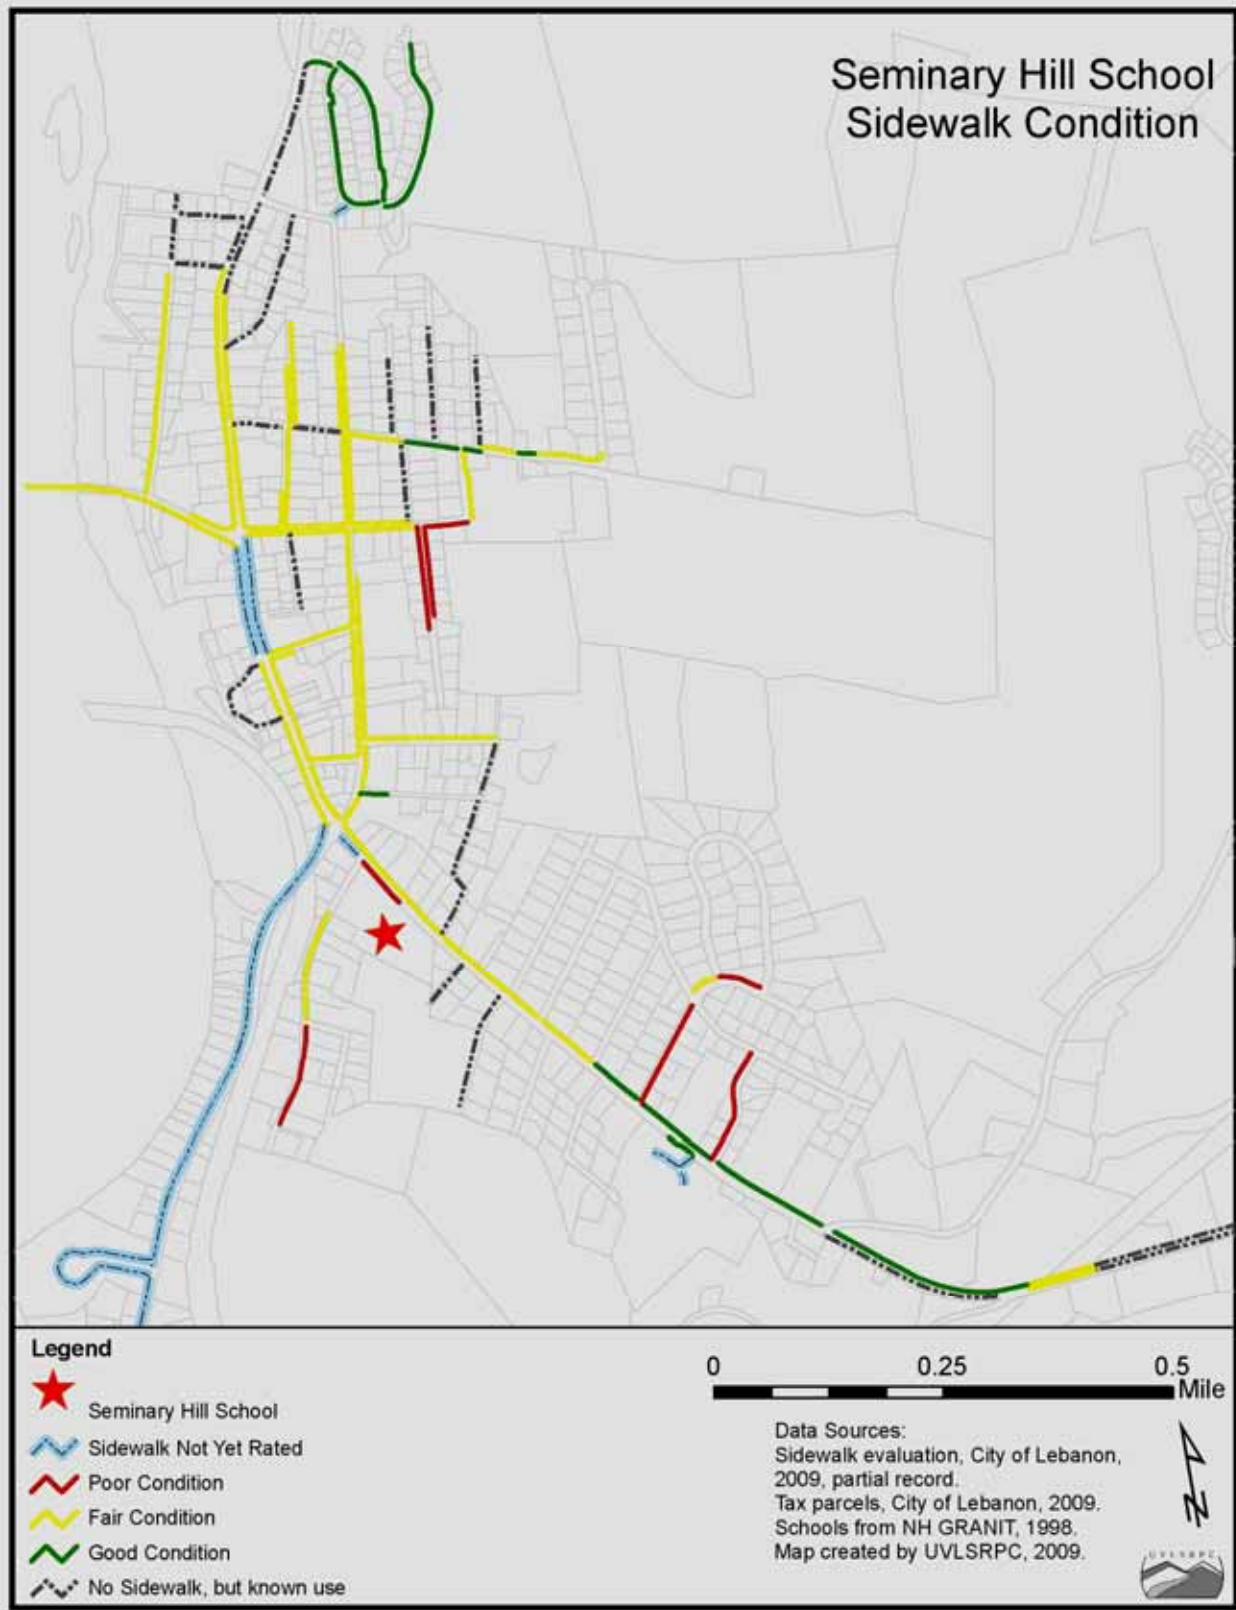 Seminary Hill School
Sidewalk Condition
Legend
Seminary Hill School
Sidewalk Not Yet Rated
Poor Condition
Fair Condition
Good Condition
No Sidewalk, but known use
0 0.25 0.5
Mile
Data Sources:
Sidewalk evaluation, City of Lebanon,
2009, partial record.
Tax parcels, City of Lebanon, 2009.
Schools from NH GRANIT, 1998.
Map created by UVLSRPC, 2009.
N
UVLSRPC